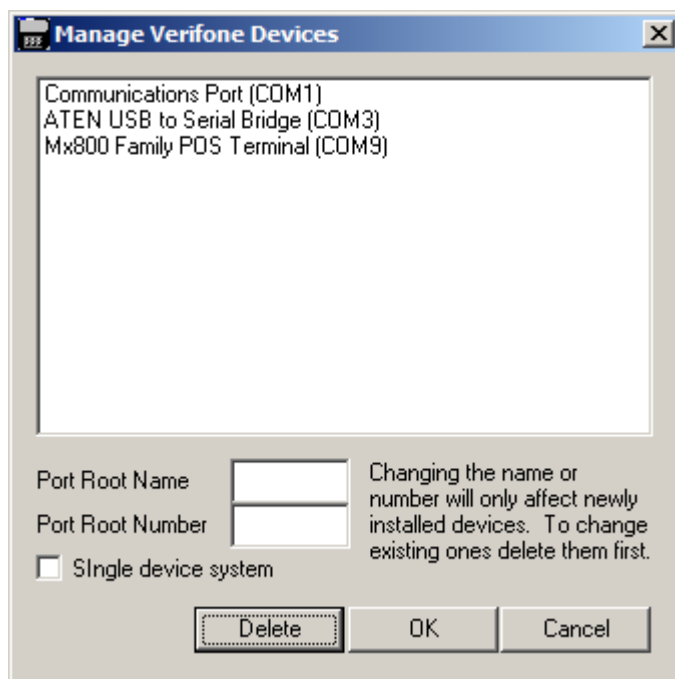 Manage Verifone Devices
Communications Port (COM1)
ATEN USB to Serial Bridge (COM3)
Mx800 Family POS Terminal (COM9)
Port Root Name
Port Root Number
SIngle device system
Changing the name or
number will only affect newly
installed devices. To change
existing ones delete them first.
Delete
OK
Cancel